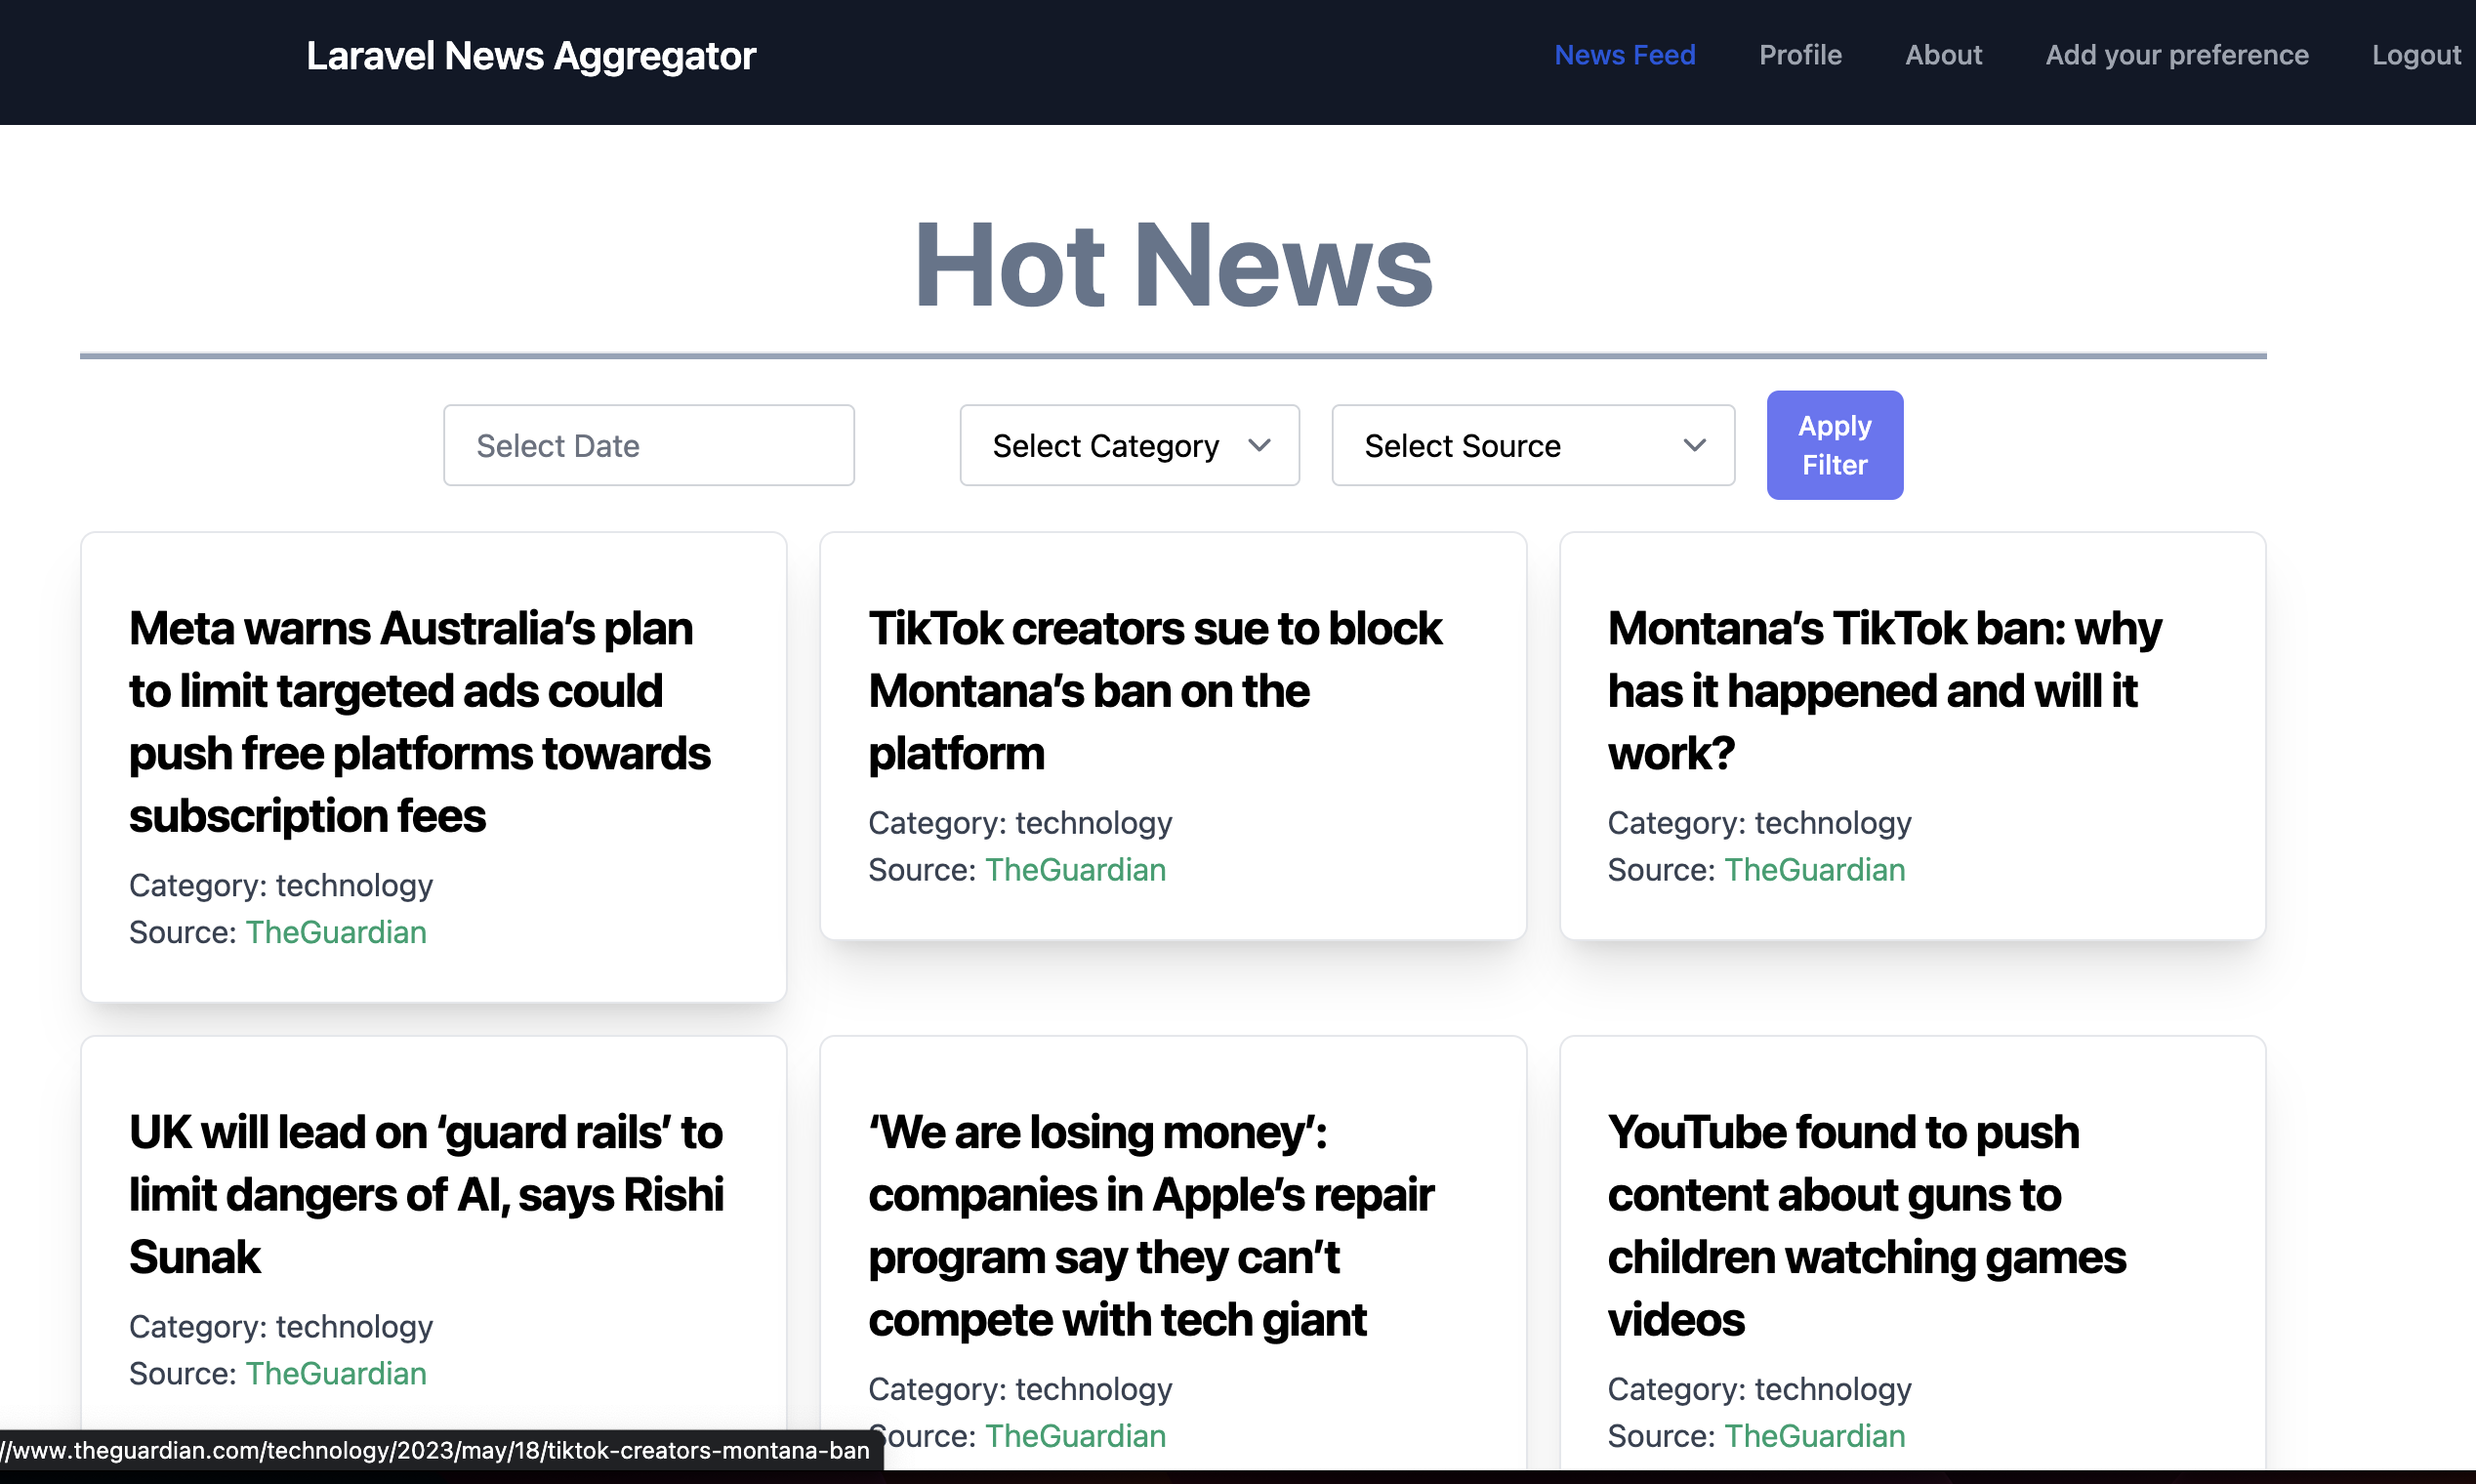 Laravel News Aggregator
News Feed
Profile
About
Add your preference
Logout
Hot News
Select Date
Select Category
Select Source
Apply
Filter
Meta warns Australia’s plan
to limit targeted ads could
push free platforms towards
subscription fees
Category: technology
Source: TheGuardian
TikTok creators sue to block
Montana’s ban on the
platform
Category: technology
Source: TheGuardian
Montana’s TikTok ban: why
has it happened and will it
work?
Category: technology
Source: TheGuardian
UK will lead on ‘guard rails’ to
limit dangers of AI, says Rishi
Sunak
Category: technology
Source: TheGuardian
‘We are losing money’:
companies in Apple’s repair
program say they can’t
compete with tech giant
Category: technology
Source: TheGuardian
YouTube found to push
content about guns to
children watching games
videos
Category: technology
Source: TheGuardian
//www.theguardian.com/technology/2023/may/18/tiktok-creators-montana-ban